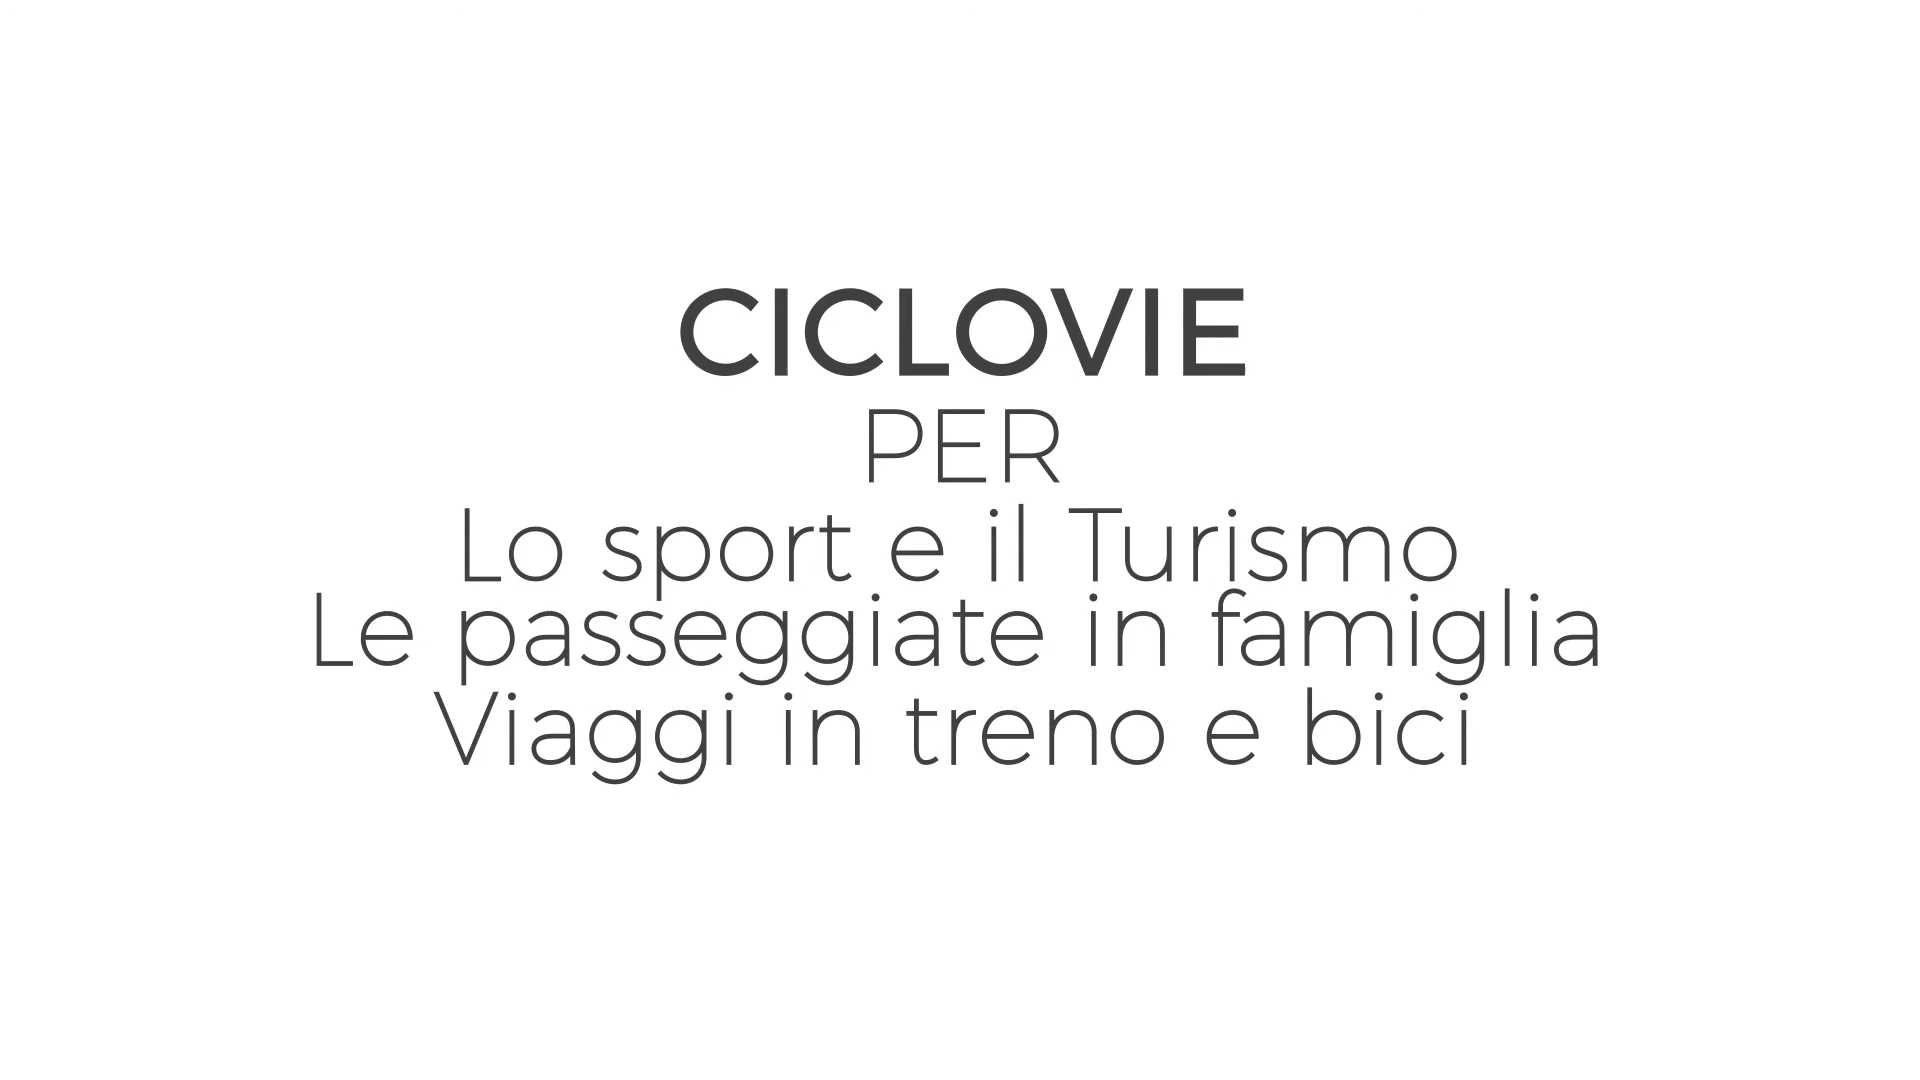 CICLOVIE
PER
Lo sport e il Turismo
Le passeggiate in famiglia
Viaggi in treno e bici